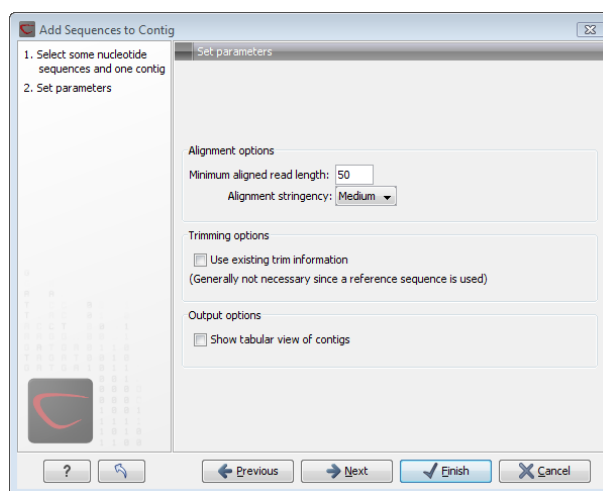 Add Sequences to Contig
1. Select some nucleotide
sequences and one contig
2. Set parameters
Set parameters
Alignment options
Minimum aligned read length: 50
Alignment stringency: Medium
Trimming options
Use existing trim information
(Generally not necessary since a reference sequence is used)
Output options
Show tabular view of contigs
? Previous Next Finish Cancel